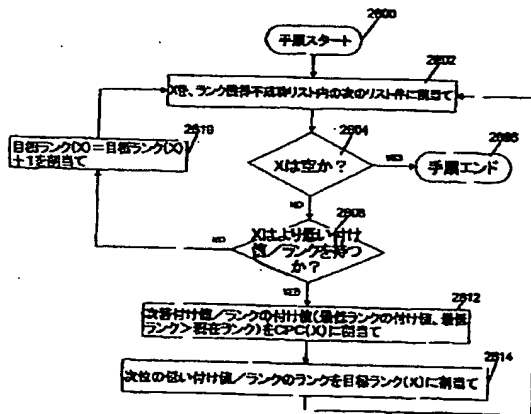 2600
手順スタート
2602
Xを、ランク獲得不成功リスト内の次のリスト件に割当て
2610
目標ランク(X)=目標ランク(X)
+1を割当て
2604
Xは空か?
YES
2606
手順エンド
NO
2608
Xはより低い付け
値/ランクを持つ
か?
NO
YES
2612
次善付け値/ランクの付け値(最低ランクの付け値、最低
ランク>現在ランク)をCPC(X)に割当て
2614
次位の低い付け値/ランクのランクを目標ランク(X)に割当て